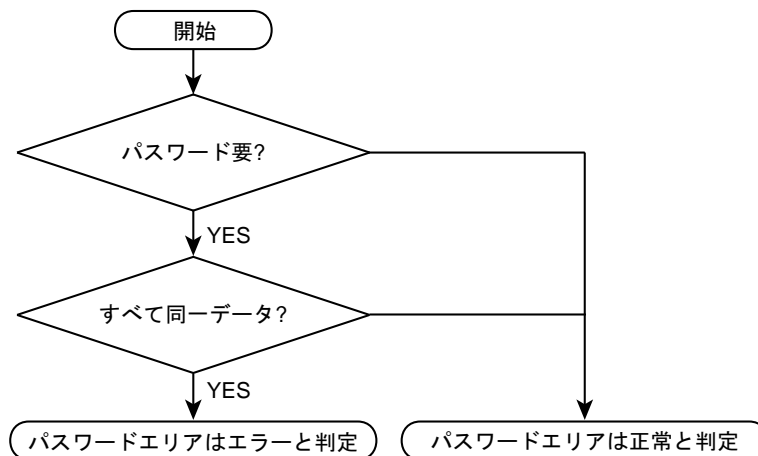 開始
パスワード要?
YES
すべて同一データ?
YES
パスワードエリアはエラーと判定
パスワードエリアは正常と判定